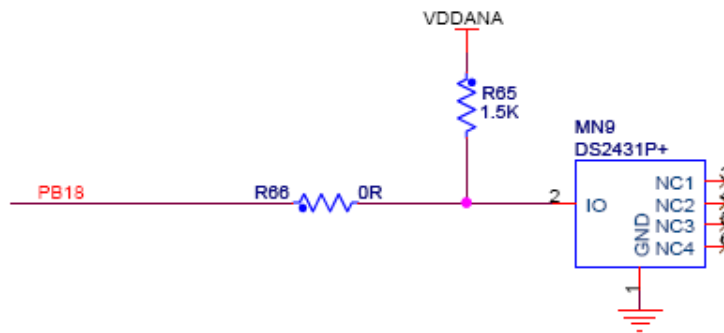 VDDANA
R65
1.5K
MN9
DS2431P+
PB18
R66
0R
2
IO
NC1
NC2
NC3
NC4
GND
1